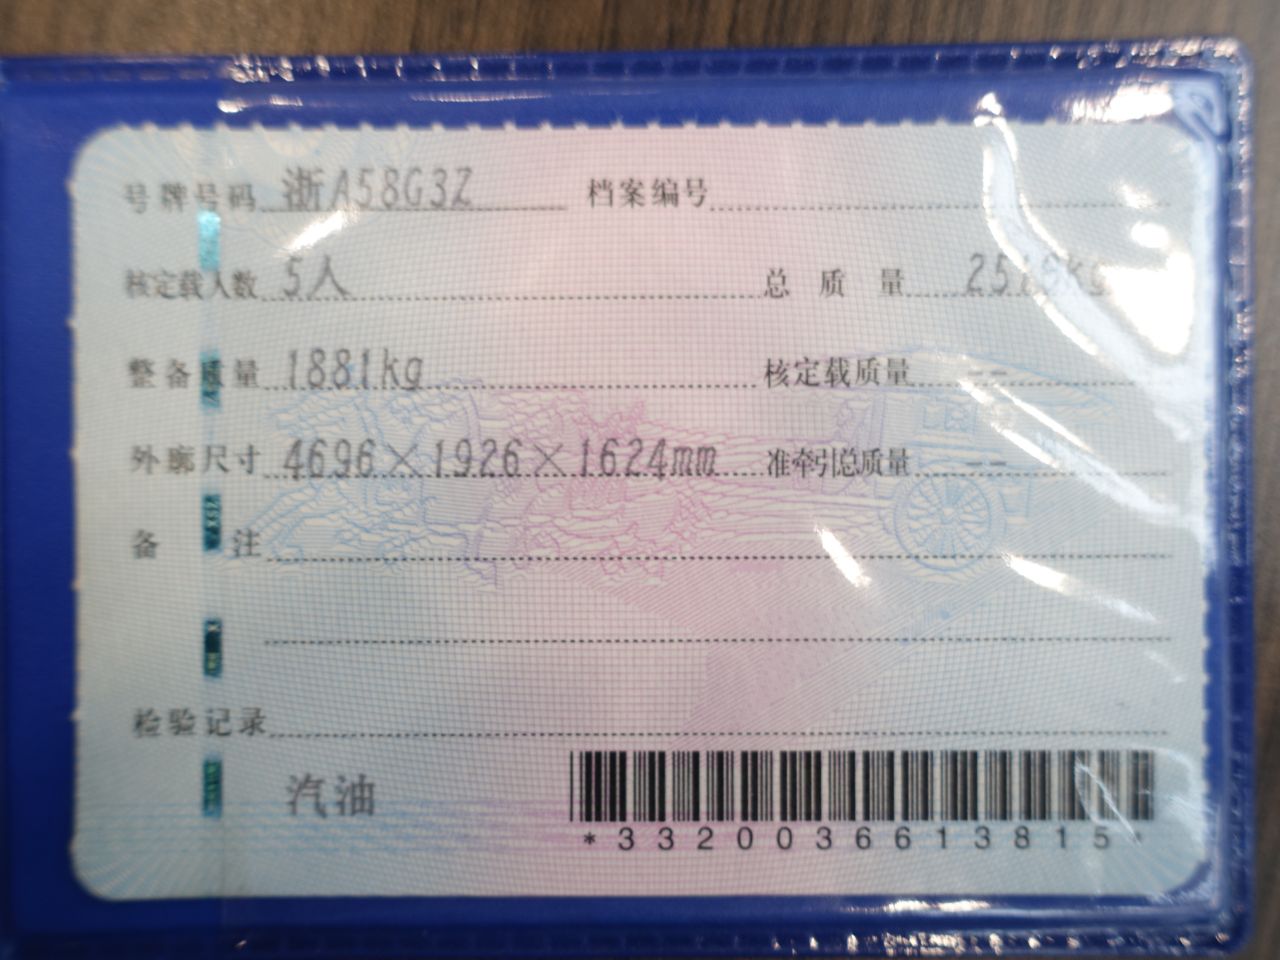 号牌号码 浙A58G3Z 档案编号
核定载人数 5人 总质量
整备质量 1881kg 核定载质量 --
外廓尺寸 4696×1926×1624mm 准牵引总质量 --
备注
检验记录
汽油
*3320036613815*